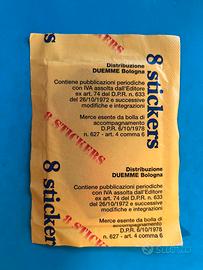 8 stickers
8 STICKERS
Distribuzione
DUEMME Bologna
Contiene pubblicazioni periodiche
con IVA assolta dall'Editore
ex art. 74 del D.P.R. n. 633
del 26/10/1972 e successive
modifiche e integrazioni
Merce esente da bolla di
accompagnamento
D.P.R. 6/10/1978
n. 627 - art. 4 comma 6
8 stickers
8 STICKERS
Distribuzione
DUEMME Bologna
Contiene pubblicazioni periodiche
con IVA assolta dall'Editore
ex art. 74 del D.P.R. n. 633
del 26/10/1972 e successive
modifiche e integrazioni
Merce esente da bolla di
accompagnamento
D.P.R. 6/10/1978
n. 627 - art. 4 comma 6
subito